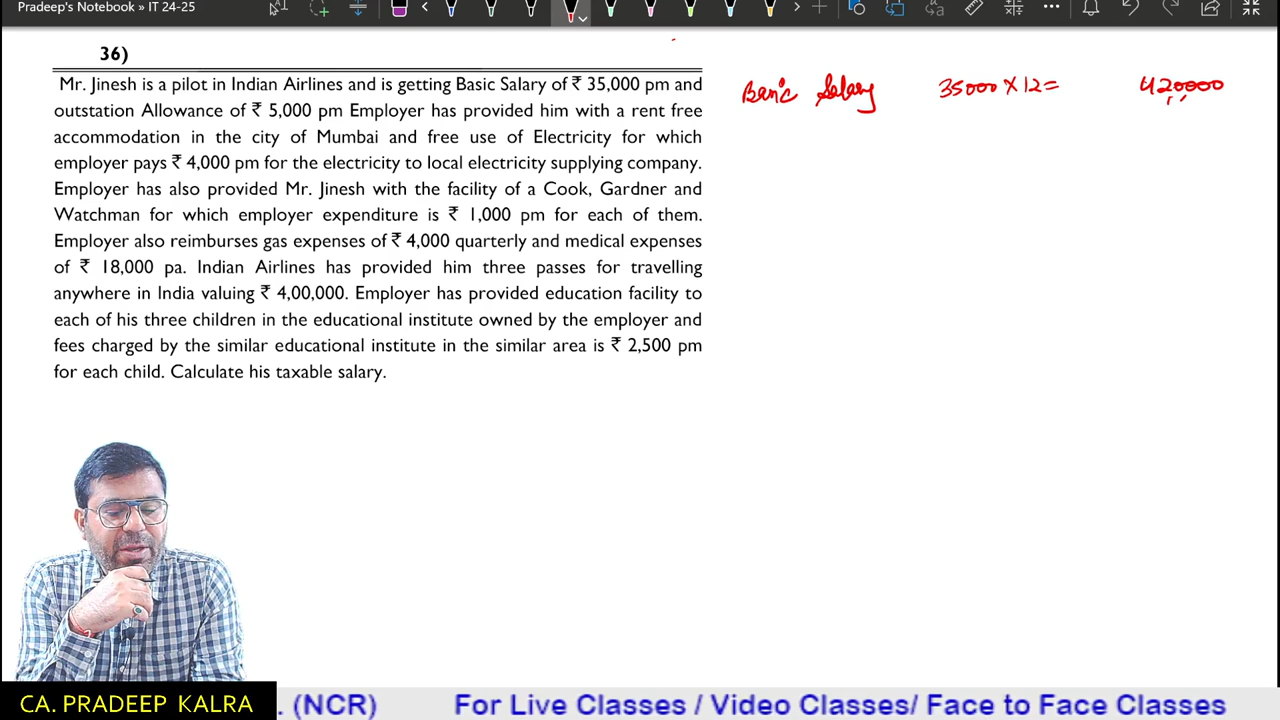 Pradeep's Notebook » IT 24-25
36)
Mr. Jinesh is a pilot in Indian Airlines and is getting Basic Salary of ₹ 35,000 pm and
outstation Allowance of ₹ 5,000 pm Employer has provided him with a rent free
accommodation in the city of Mumbai and free use of Electricity for which
employer pays ₹ 4,000 pm for the electricity to local electricity supplying company.
Employer has also provided Mr. Jinesh with the facility of a Cook, Gardner and
Watchman for which employer expenditure is ₹ 1,000 pm for each of them.
Employer also reimburses gas expenses of ₹ 4,000 quarterly and medical expenses
of ₹ 18,000 pa. Indian Airlines has provided him three passes for travelling
anywhere in India valuing ₹ 4,00,000. Employer has provided education facility to
each of his three children in the educational institute owned by the employer and
fees charged by the similar educational institute in the similar area is ₹ 2,500 pm
for each child. Calculate his taxable salary.
Basic Salary 35000 × 12 = 420000
CA. PRADEEP KALRA . (NCR) For Live Classes / Video Classes/ Face to Face Classes